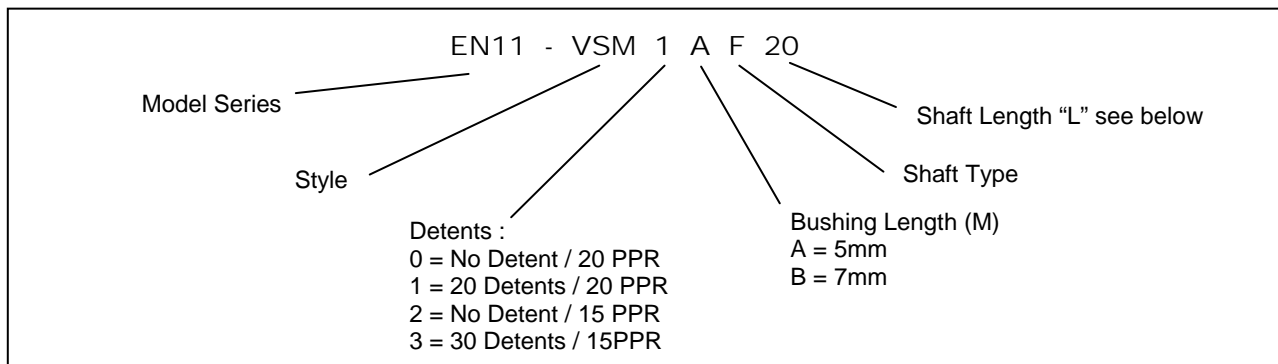 EN11 - VSM 1 A F 20
Model Series
Shaft Length “L” see below
Style
Shaft Type
Detents :
0 = No Detent / 20 PPR
1 = 20 Detents / 20 PPR
2 = No Detent / 15 PPR
3 = 30 Detents / 15PPR
Bushing Length (M)
A = 5mm
B = 7mm